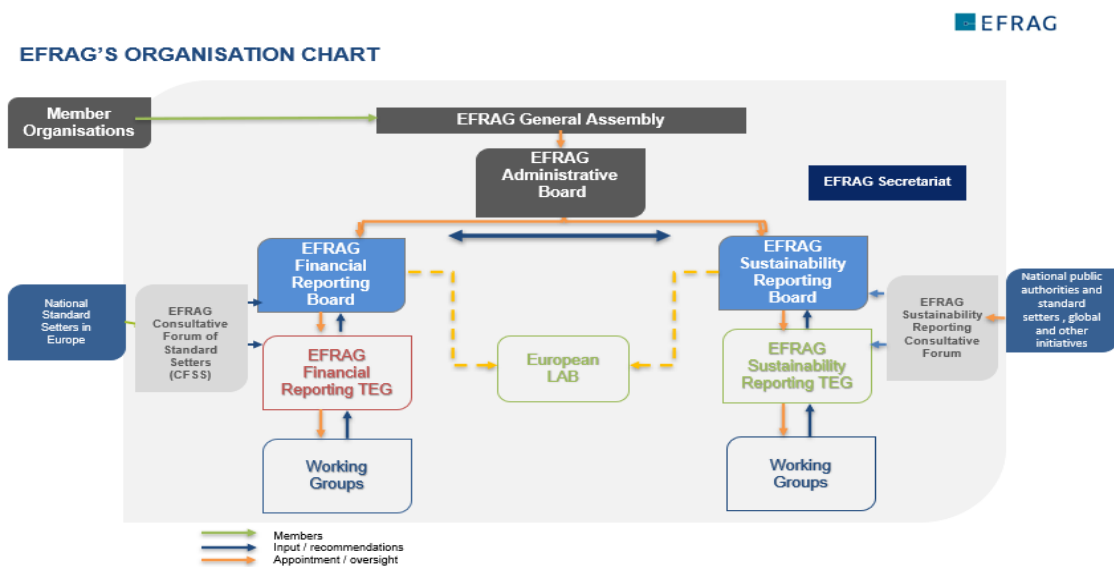 EFRAG
EFRAG'S ORGANISATION CHART
Member
Organisations
EFRAG General Assembly
EFRAG
Administrative
Board
EFRAG Secretariat
EFRAG
Financial
Reporting
Board
EFRAG
Sustainability
Reporting
Board
National
Standard
Setters in
Europe
EFRAG
Consultative
Forum of
Standard
Setters
(CFSS)
EFRAG
Financial
Reporting TEG
European
LAB
EFRAG
Sustainability
Reporting TEG
EFRAG
Sustainability
Reporting
Consultative
Forum
National public
authorities and
standard
setters , global
and other
initiatives
Working
Groups
Working
Groups
Members
Input / recommendations
Appointment / oversight